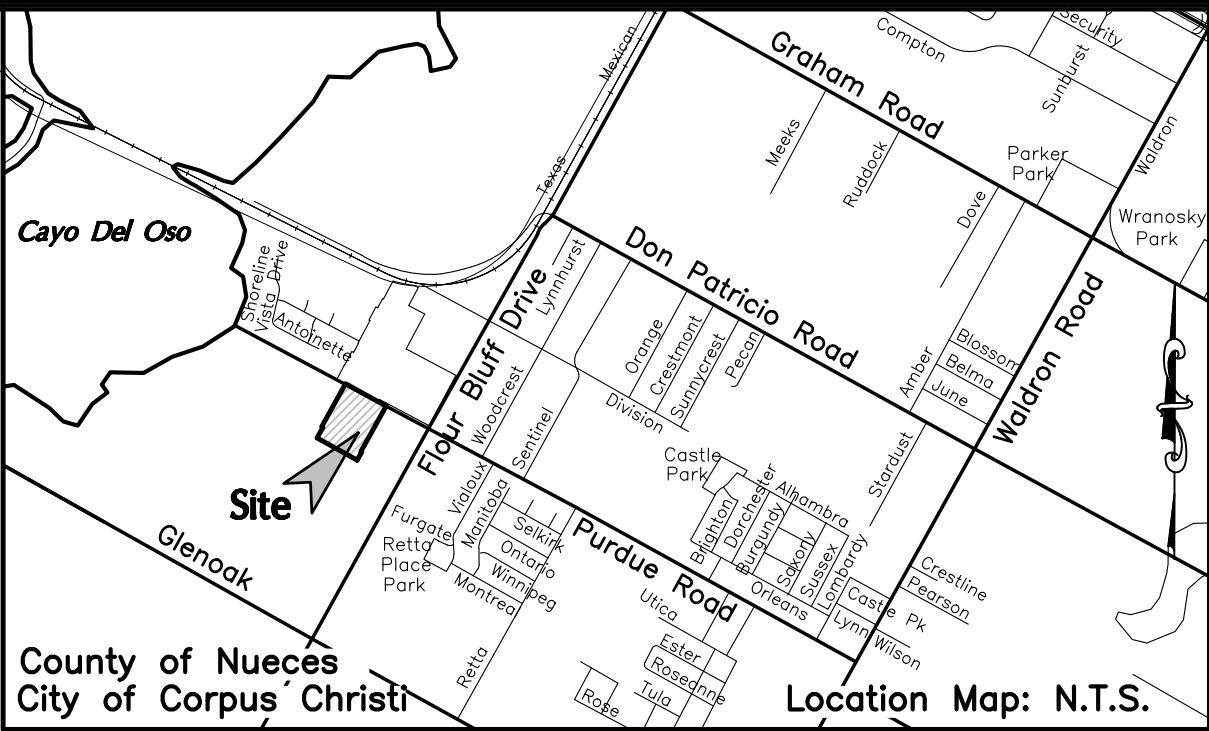 Mexican
Graham Road
Compton
Security
Sunburst
Meeks
Ruddock
Parker
Park
Waldron
Dove
Wranosky
Park
Texas
Cayo Del Oso
Shoreline
Vista Drive
Antoinette
Lynnhurst
Don Patricio Road
Flour Bluff Drive
Orange
Crestmont
Sunnycrest
Pecan
Amber
Blossom
Belma
June
Waldron Road
Woodcrest
Sentinel
Division
Castle
Park
Stardust
Site
Vialoux
Manitoba
Furgate
Retta
Place
Park
Selkirk
Ontario
Winnipeg
Montreal
Purdue Road
Brighton
Dorchester
Burgundy
Alhambra
Saxony
Sussex
Lombardy
Orleans
Castle Pk
Lynn
Wilson
Crestline
Pearson
Glenoak
Utica
Ester
Roseanne
Tula
Rose
Retta
County of Nueces
City of Corpus Christi
Location Map: N.T.S.